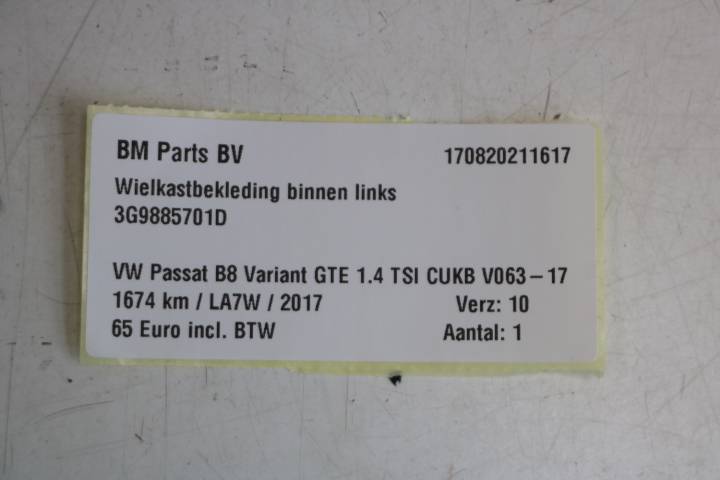 BM Parts BV 170820211617
Wielkastbekleding binnen links
3G9885701D
VW Passat B8 Variant GTE 1.4 TSI CUKB V063-17
1674 km / LA7W / 2017 Verz: 10
65 Euro incl. BTW Aantal: 1